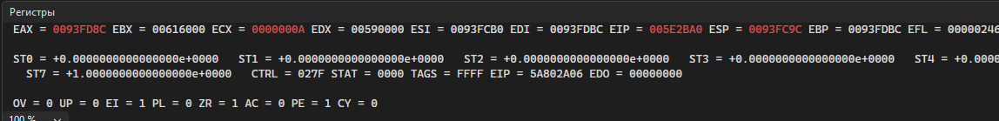 Регистры
EAX = 0093FD8C EBX = 00616000 ECX = 0000000A EDX = 00590000 ESI = 0093FCB0 EDI = 0093FDBC EIP = 005E2BA0 ESP = 0093FC9C EBP = 0093FDBC EFL = 00000246
ST0 = +0.0000000000000000e+0000 ST1 = +0.0000000000000000e+0000 ST2 = +0.0000000000000000e+0000 ST3 = +0.0000000000000000e+0000 ST4 = +0.0000
ST7 = +1.0000000000000000e+0000 CTRL = 027F STAT = 0000 TAGS = FFFF EIP = 5A802A06 EDO = 00000000
OV = 0 UP = 0 EI = 1 PL = 0 ZR = 1 AC = 0 PE = 1 CY = 0
100 %